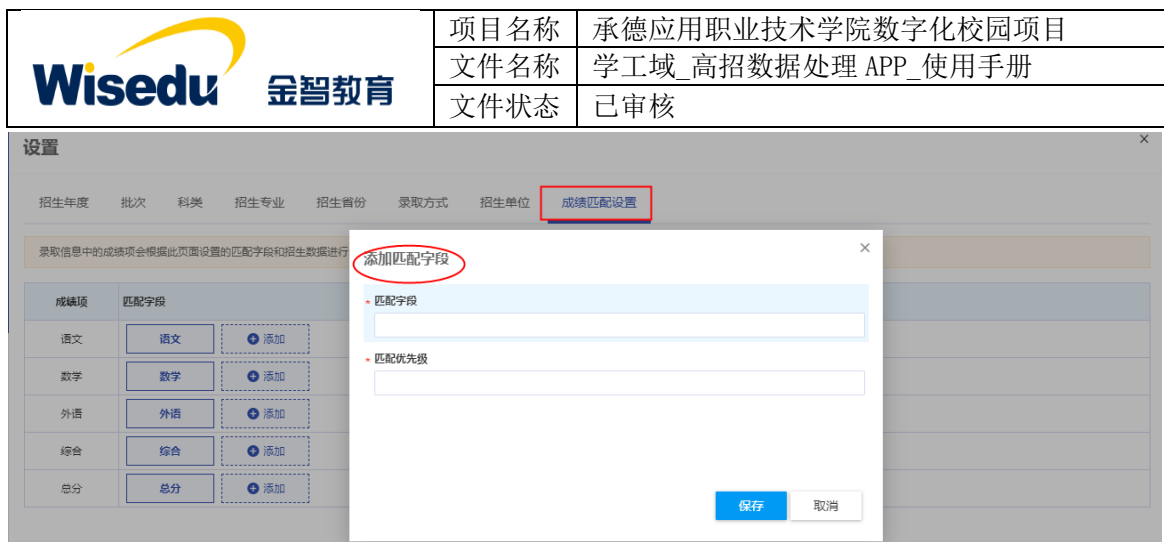 Wisedu 金智教育
项目名称 承德应用职业技术学院数字化校园项目
文件名称 学工域_高招数据处理 APP_使用手册
文件状态 已审核
设置 ×
招生年度 批次 科类 招生专业 招生省份 录取方式 招生单位 成绩匹配设置
录取信息中的成绩项会根据此页面设置的匹配字段和招生数据进行
添加匹配字段 ×
* 匹配字段
* 匹配优先级
保存 取消
成绩项 匹配字段
语文 语文 添加
数学 数学 添加
外语 外语 添加
综合 综合 添加
总分 总分 添加